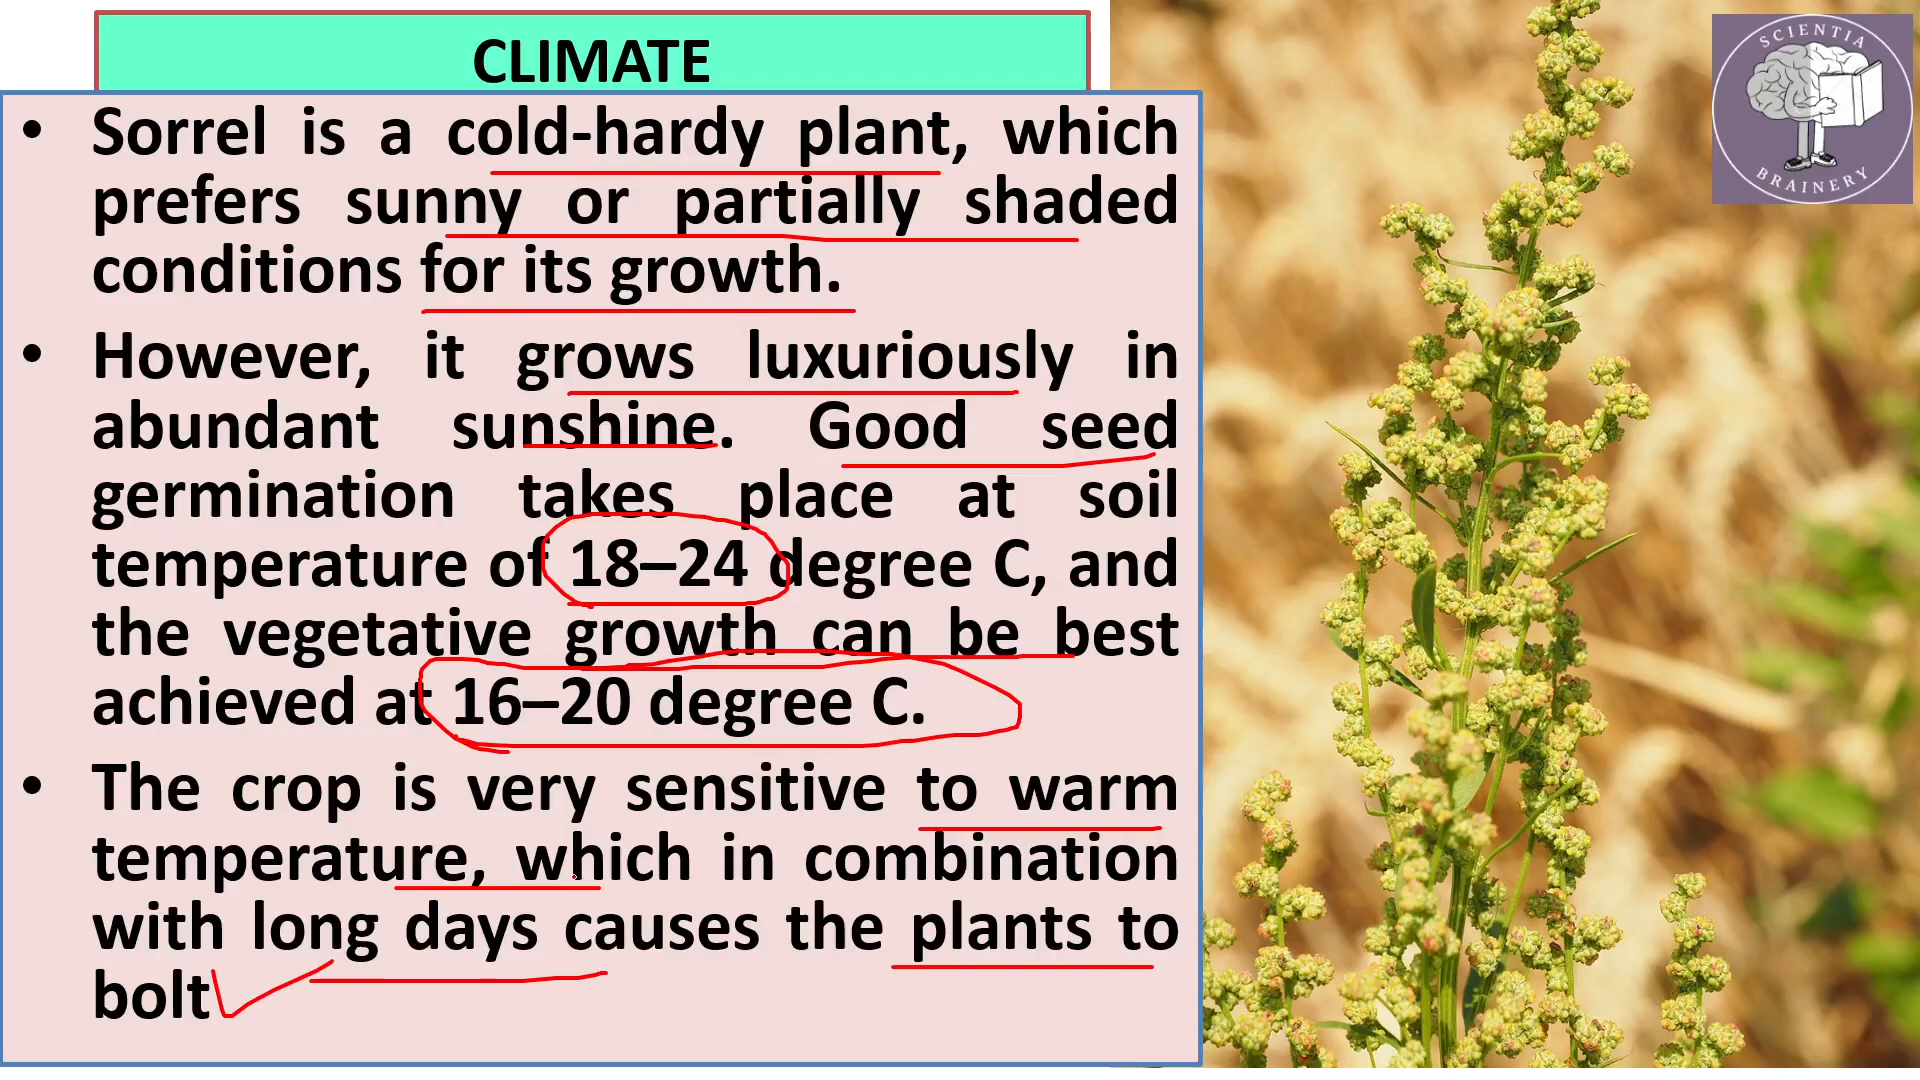 CLIMATE
• Sorrel is a cold-hardy plant, which
prefers sunny or partially shaded
conditions for its growth.
• However, it grows luxuriously in
abundant sunshine. Good seed
germination takes place at soil
temperature of 18–24 degree C, and
the vegetative growth can be best
achieved at 16–20 degree C.
• The crop is very sensitive to warm
temperature, which in combination
with long days causes the plants to
bolt
SCIENTIA
BRAINERY